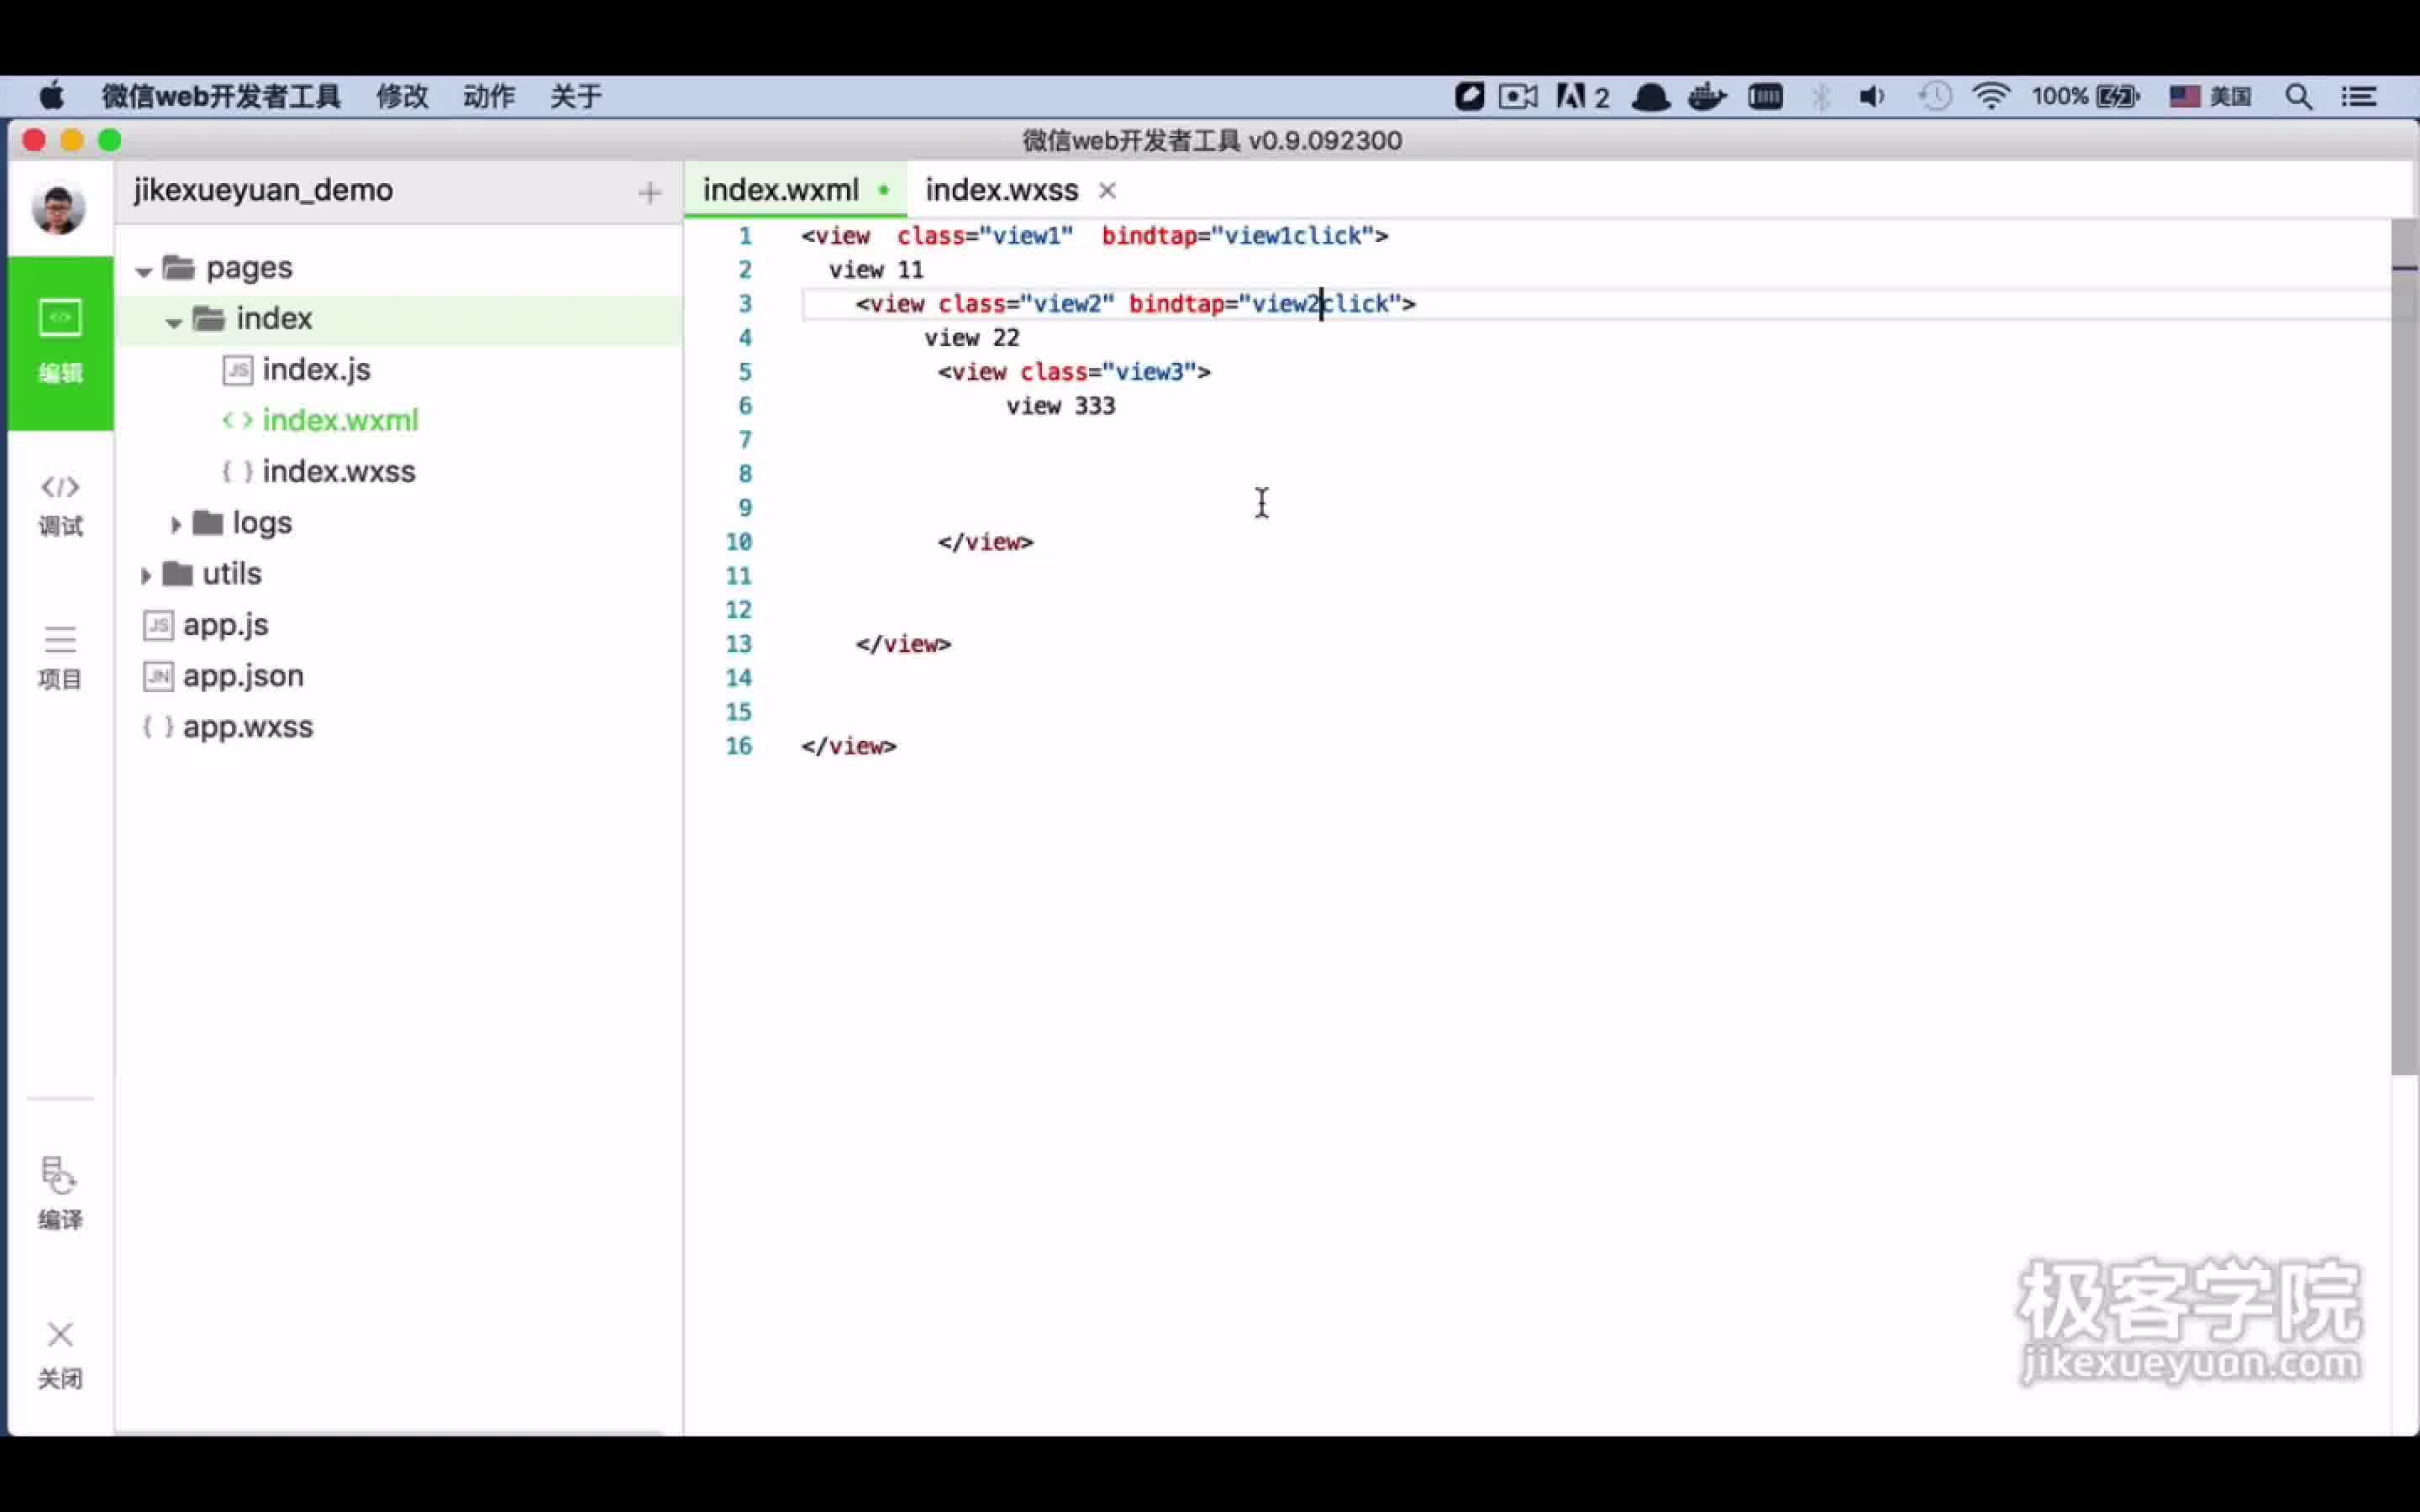 微信web开发者工具 修改 动作 关于 2 100% 美国
微信web开发者工具 v0.9.092300
jikexueyuan_demo
index.wxml index.wxss
编辑
调试
项目
编译
关闭
pages
index
JS index.js
<> index.wxml
{ } index.wxss
logs
utils
JS app.js
JN app.json
{ } app.wxss
1 <view  class="view1"  bindtap="view1click">
2 view 11
3 <view class="view2" bindtap="view2click">
4 view 22
5 <view class="view3">
6 view 333
7
8
9
10 </view>
11
12
13 </view>
14
15
16 </view>
极客学院
jikexueyuan.com